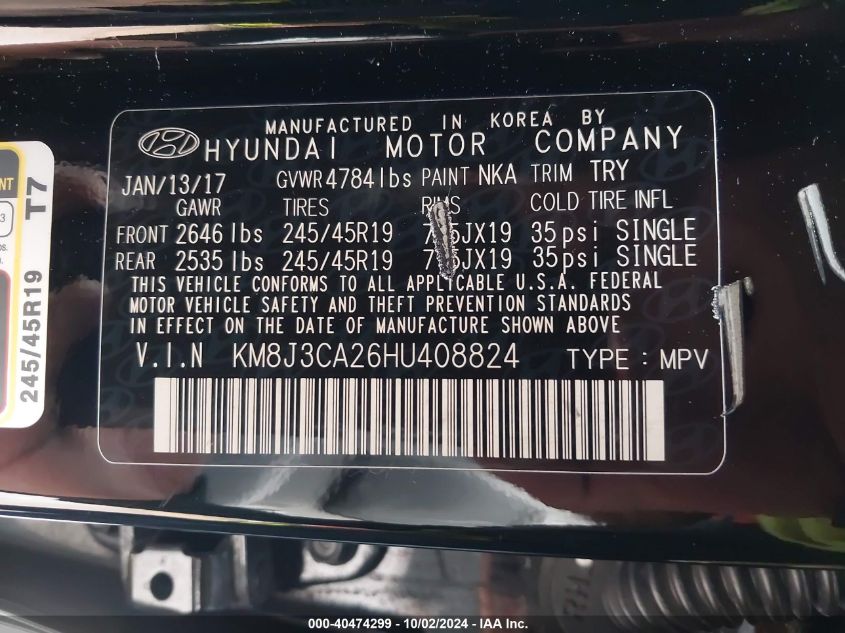 MANUFACTURED IN KOREA BY
HYUNDAI MOTOR COMPANY
JAN/13/17 GVWR 4784 lbs PAINT NKA TRIM TRY
GAWR TIRES RIMS COLD TIRE INFL
FRONT 2646 lbs 245/45R19 35 psi SINGLE
REAR 2535 lbs 245/45R19 35 psi SINGLE
THIS VEHICLE CONFORMS TO ALL APPLICABLE U.S.A. FEDERAL
MOTOR VEHICLE SAFETY AND THEFT PREVENTION STANDARDS
IN EFFECT ON THE DATE OF MANUFACTURE SHOWN ABOVE
V.I.N KM8J3CA26HU408824 TYPE : MPV
245/45R19 T7
000-40474299 - 10/02/2024 - IAA Inc.